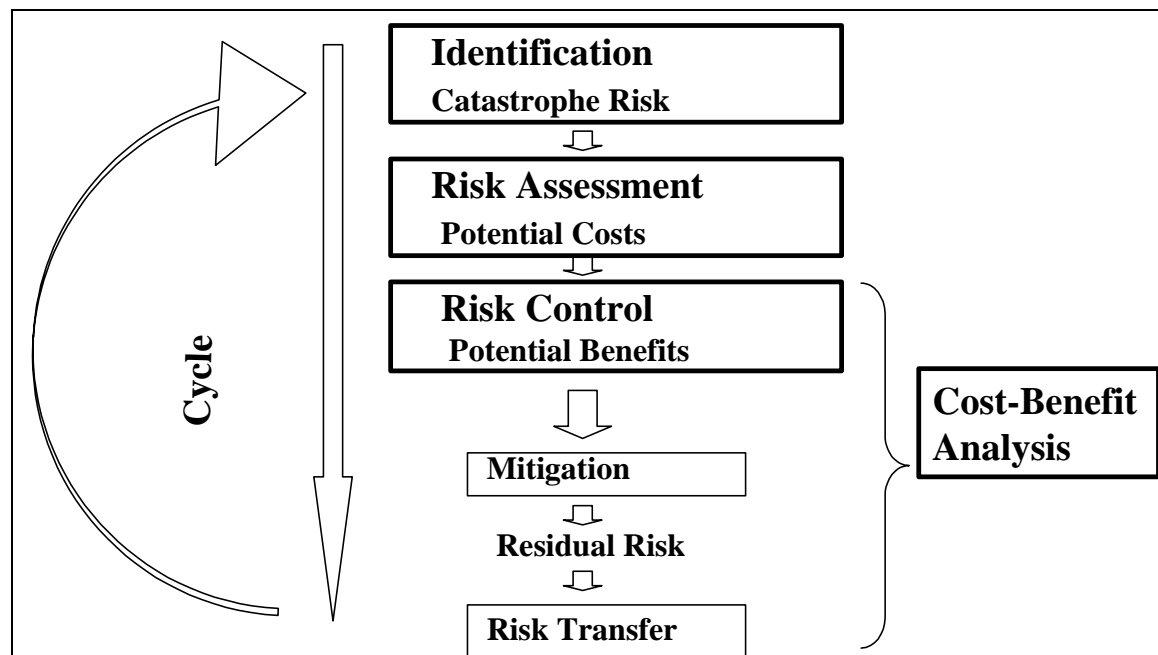 Identification
Catastrophe Risk
Risk Assessment
Potential Costs
Risk Control
Potential Benefits
Cycle
Cost-Benefit
Analysis
Mitigation
Residual Risk
Risk Transfer